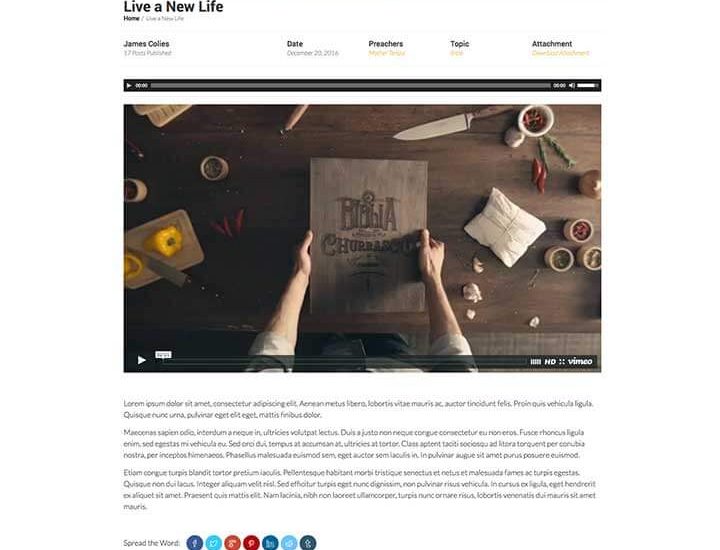 Live a New Life
Home / Live a New Life
James Colies
17 Posts Published
Date
December 20, 2016
Preachers
Topic
Attachment
Download Attachment
00:00
00:00
BIBLIA
CHURRASCO
HD
vimeo
Lorem ipsum dolor sit amet, consectetur adipiscing elit. Aenean metus libero, lobortis vitae mauris ac, auctor tincidunt felis. Proin quis vehicula ligula.
Quisque nunc urna, pulvinar eget elit eget, mattis finibus dolor.
Maecenas sapien odio, interdum a neque in, ultricies volutpat lectus. Duis a justo non neque congue consectetur eu non eros. Fusce rhoncus ligula
enim, sed egestas mi vehicula eu. Sed orci dui, tempus at accumsan at, ultricies at tortor. Class aptent taciti sociosqu ad litora torquent per conubia
nostra, per inceptos himenaeos. Phasellus malesuada euismod sem, eget auctor sem iaculis in. In pulvinar augue sit amet purus posuere euismod.
Etiam congue turpis blandit tortor pretium iaculis. Pellentesque habitant morbi tristique senectus et netus et malesuada fames ac turpis egestas.
Quisque non dui lacus. Integer aliquam velit nisl. Sed efficitur turpis eget nunc dignissim, non pulvinar risus vehicula. In cursus ex ligula, eget hendrerit
ex aliquet sit amet. Praesent quis mattis elit. Nam lacinia, nibh non laoreet ullamcorper, turpis nunc ornare risus, lobortis venenatis dui mauris sit amet
mauris.
Spread the Word: